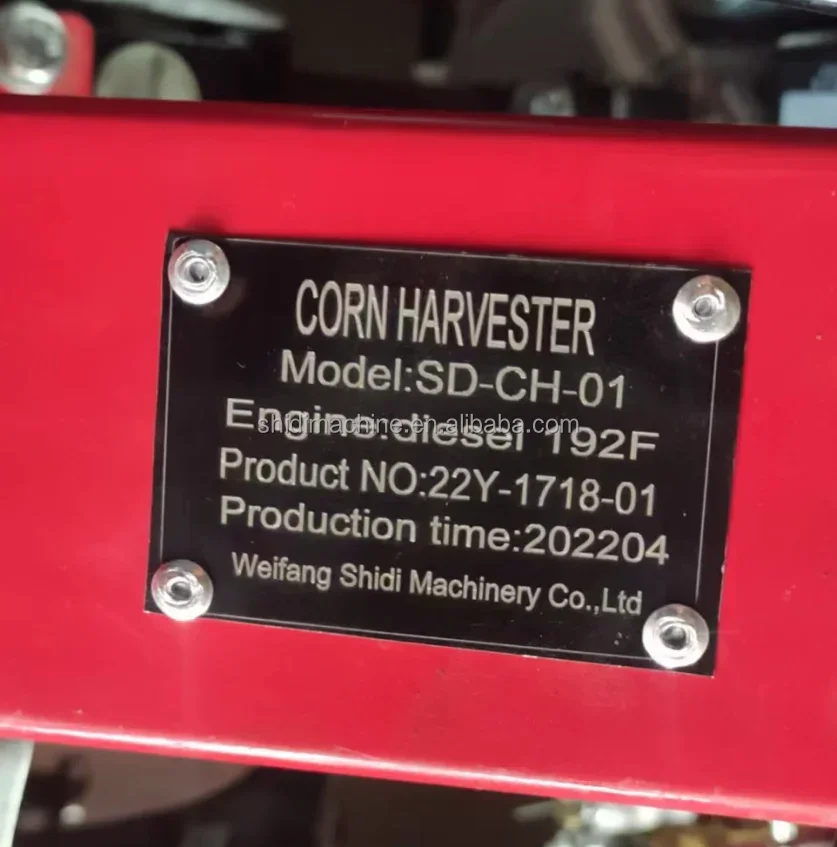 CORN HARVESTER
Model:SD-CH-01
Engine:diesel 192F
shidimachine.en.alibaba.com
Product NO:22Y-1718-01
Production time:202204
Weifang Shidi Machinery Co.,Ltd